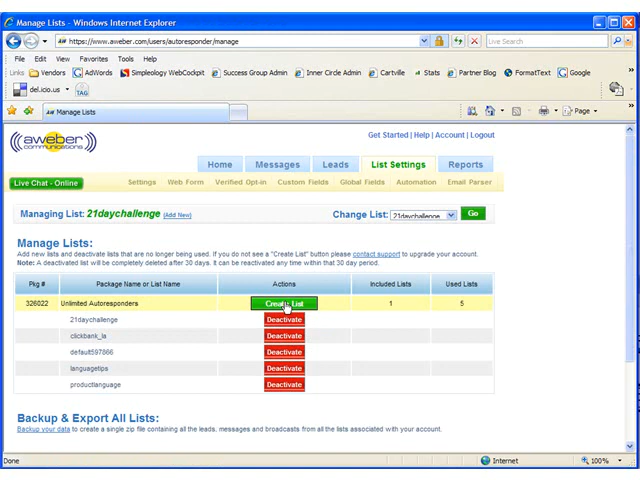 Manage Lists - Windows Internet Explorer
https://www.aweber.com/users/autoresponder/manage
Live Search
File Edit View Favorites Tools Help
Links Vendors AdWords Simpleology WebCockpit Success Group Admin Inner Circle Admin Cartville Stats Partner Blog FormatText Google
del.icio.us TAG
Manage Lists
Page
aweber
communications
Get Started | Help | Account | Logout
Home Messages Leads List Settings Reports
Live Chat - Online
Settings Web Form Verified Opt-in Custom Fields Global Fields Automation Email Parser
Managing List: 21daychallenge (Add New)
Change List: 21daychallenge Go
Manage Lists:
Add new lists and deactivate lists that are no longer being used. If you do not see a "Create List" button please contact support to upgrade your account.
Note: A deactivated list will be completely deleted after 30 days. It can be reactivated any time within that 30 day period.
Pkg # Package Name or List Name Actions Included Lists Used Lists
326022 Unlimited Autoresponders Create List 1 5
21daychallenge Deactivate
clickbank_la Deactivate
default597866 Deactivate
languagetips Deactivate
productlanguage Deactivate
Backup & Export All Lists:
Backup your data to create a single zip file containing all the leads, messages and broadcasts from all the lists associated with your account.
Done Internet 100%